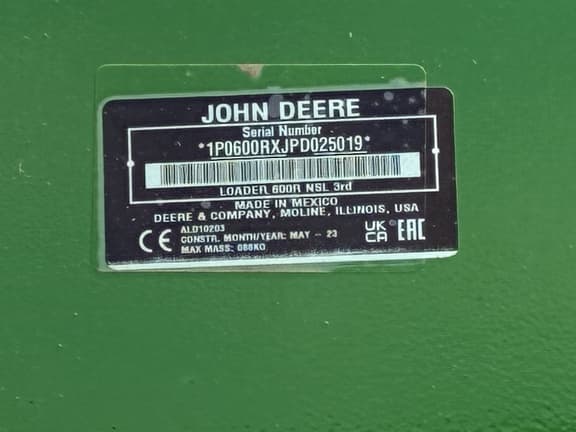 JOHN DEERE
Serial Number
*1P0600RXJPD025019*
LOADER 600R NSL 3rd
MADE IN MEXICO
DEERE & COMPANY, MOLINE, ILLINOIS, USA
CE
ALD10203
CONSTR. MONTH/YEAR: MAY - 23
MAX MASS: 688KG
UK
CA
EAC